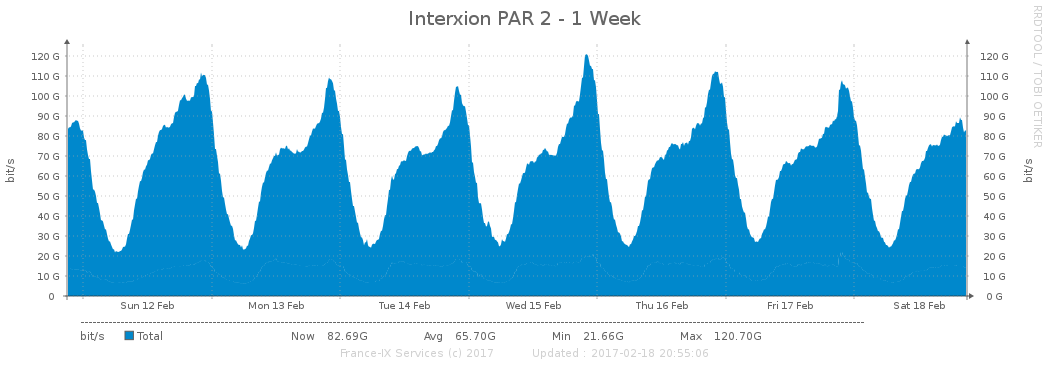 Interxion PAR 2 - 1 Week
RRDTOOL / TOBI OETIKER
120 G 120 G
110 G 110 G
100 G 100 G
90 G 90 G
80 G 80 G
70 G 70 G
60 G 60 G
50 G 50 G
40 G 40 G
30 G 30 G
20 G 20 G
10 G 10 G
0 0 G
bit/s
bit/s
Sun 12 Feb Mon 13 Feb Tue 14 Feb Wed 15 Feb Thu 16 Feb Fri 17 Feb Sat 18 Feb
bit/s Total Now 82.69G Avg 65.70G Min 21.66G Max 120.70G
France-IX Services (c) 2017 Updated : 2017-02-18 20:55:06